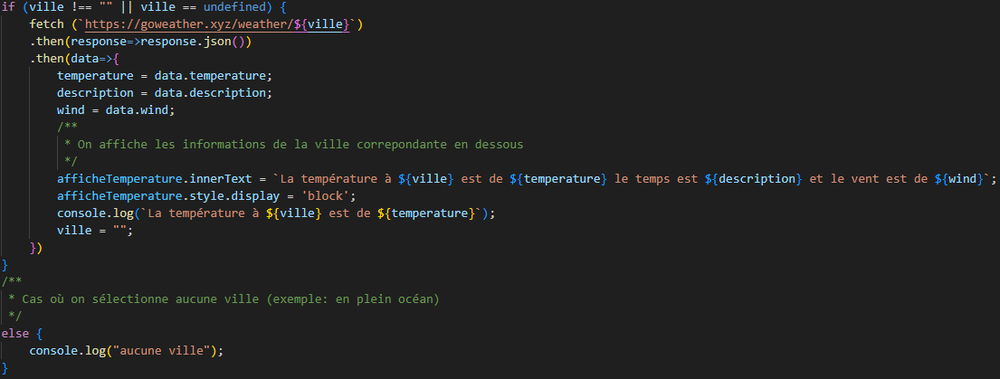 if (ville !== "" || ville == undefined) {
    fetch (`https://goweather.xyz/weather/${ville}`)
    .then(response=>response.json())
    .then(data=>{
        temperature = data.temperature;
        description = data.description;
        wind = data.wind;
        /**
         * On affiche les informations de la ville correpondante en dessous
         */
        afficheTemperature.innerText = `La température à ${ville} est de ${temperature} le temps est ${description} et le vent est de ${wind}`;
        afficheTemperature.style.display = 'block';
        console.log(`La température à ${ville} est de ${temperature}`);
        ville = "";
    })
}
/**
 * Cas où on sélectionne aucune ville (exemple: en plein océan)
 */
else {
    console.log("aucune ville");
}